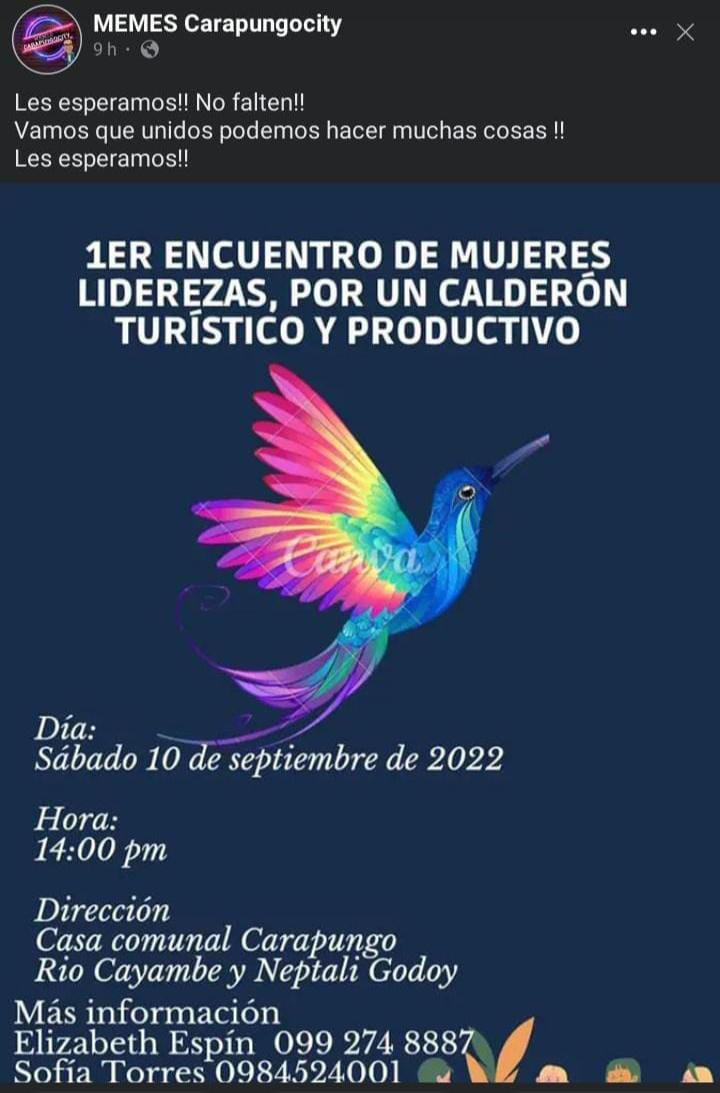 MEMES Carapungocity
9 h ·
CARAPUNGOCITY
Les esperamos!! No falten!!
Vamos que unidos podemos hacer muchas cosas !!
Les esperamos!!
1ER ENCUENTRO DE MUJERES
LIDEREZAS, POR UN CALDERÓN
TURÍSTICO Y PRODUCTIVO
Canva
Día:
Sábado 10 de septiembre de 2022
Hora:
14:00 pm
Dirección
Casa comunal Carapungo
Rio Cayambe y Neptali Godoy
Más información
Elizabeth Espín 099 274 8887
Sofía Torres 0984524001